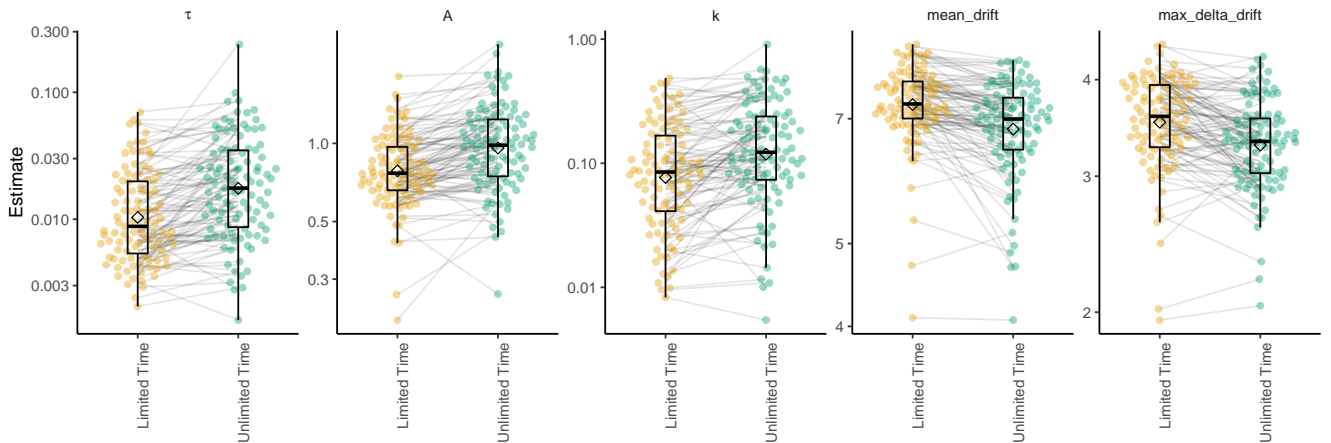 τ
A
k
mean_drift
max_delta_drift
Estimate
0.300
0.100
0.030
0.010
0.003
1.0
0.5
0.3
1.00
0.10
0.01
7
5
4
4
3
2
Limited Time
Unlimited Time
Limited Time
Unlimited Time
Limited Time
Unlimited Time
Limited Time
Unlimited Time
Limited Time
Unlimited Time